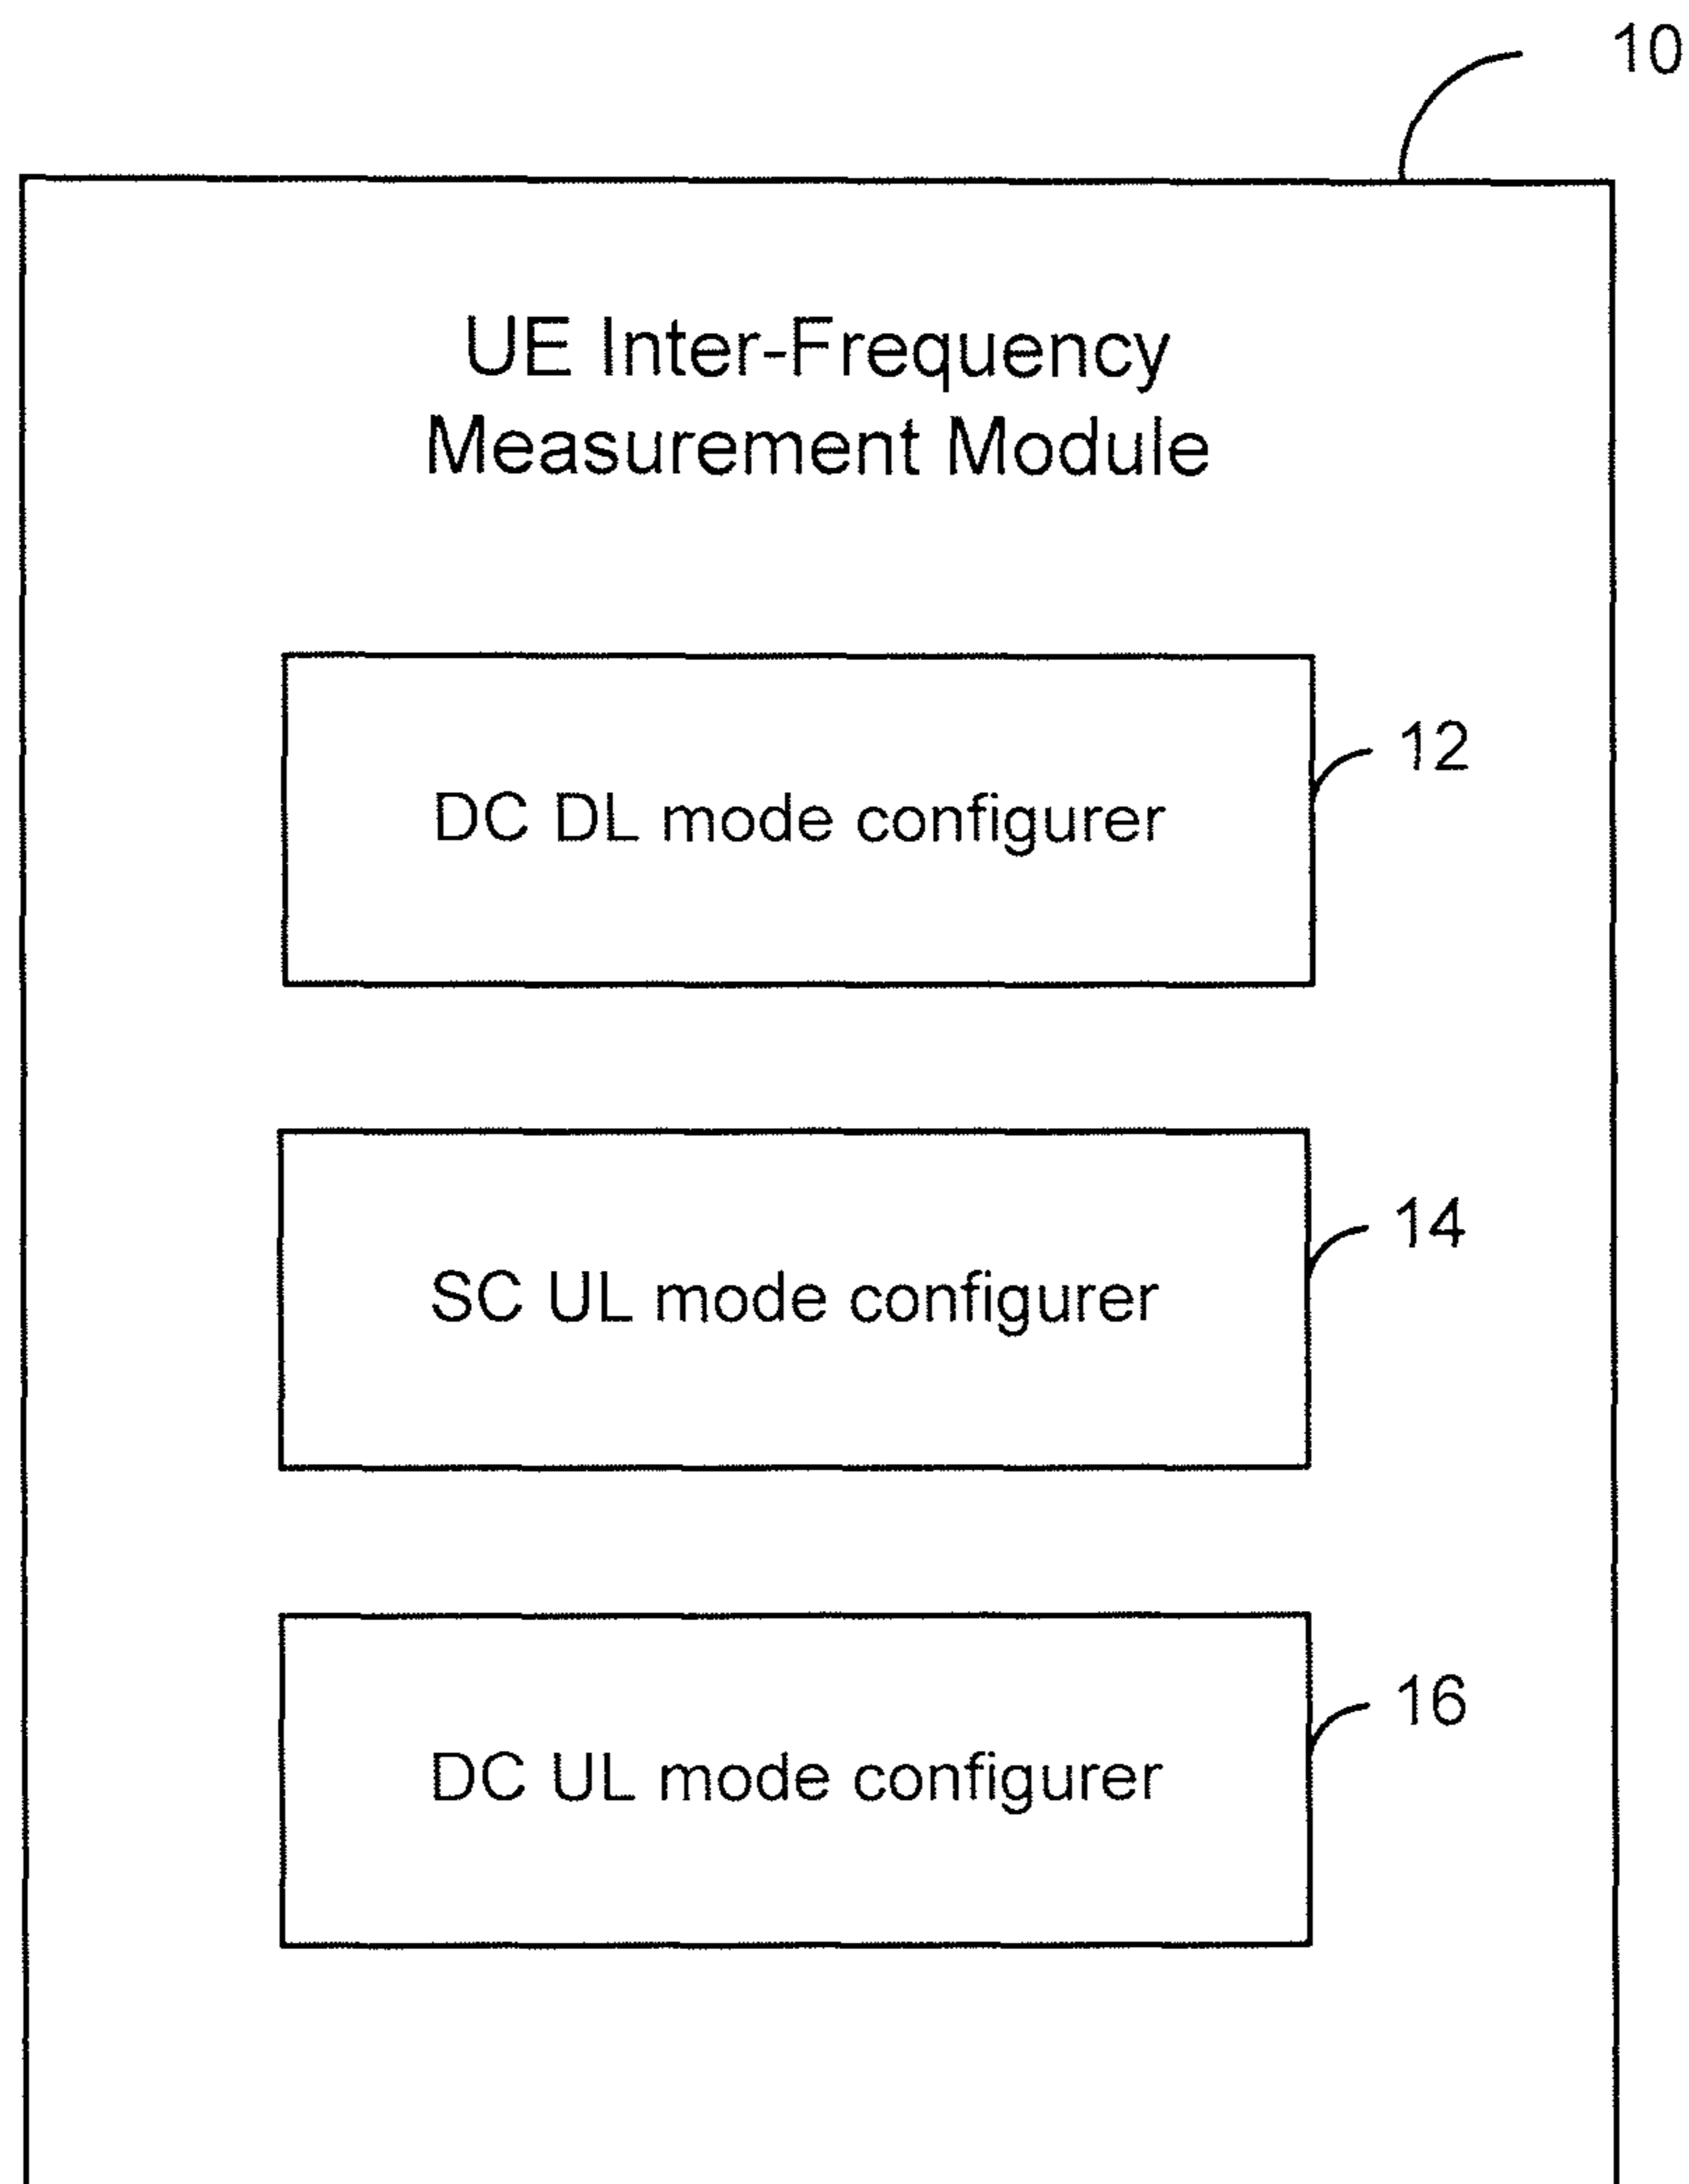 10
UE Inter-Frequency
Measurement Module
DC DL mode configurer
12
SC UL mode configurer
14
DC UL mode configurer
16